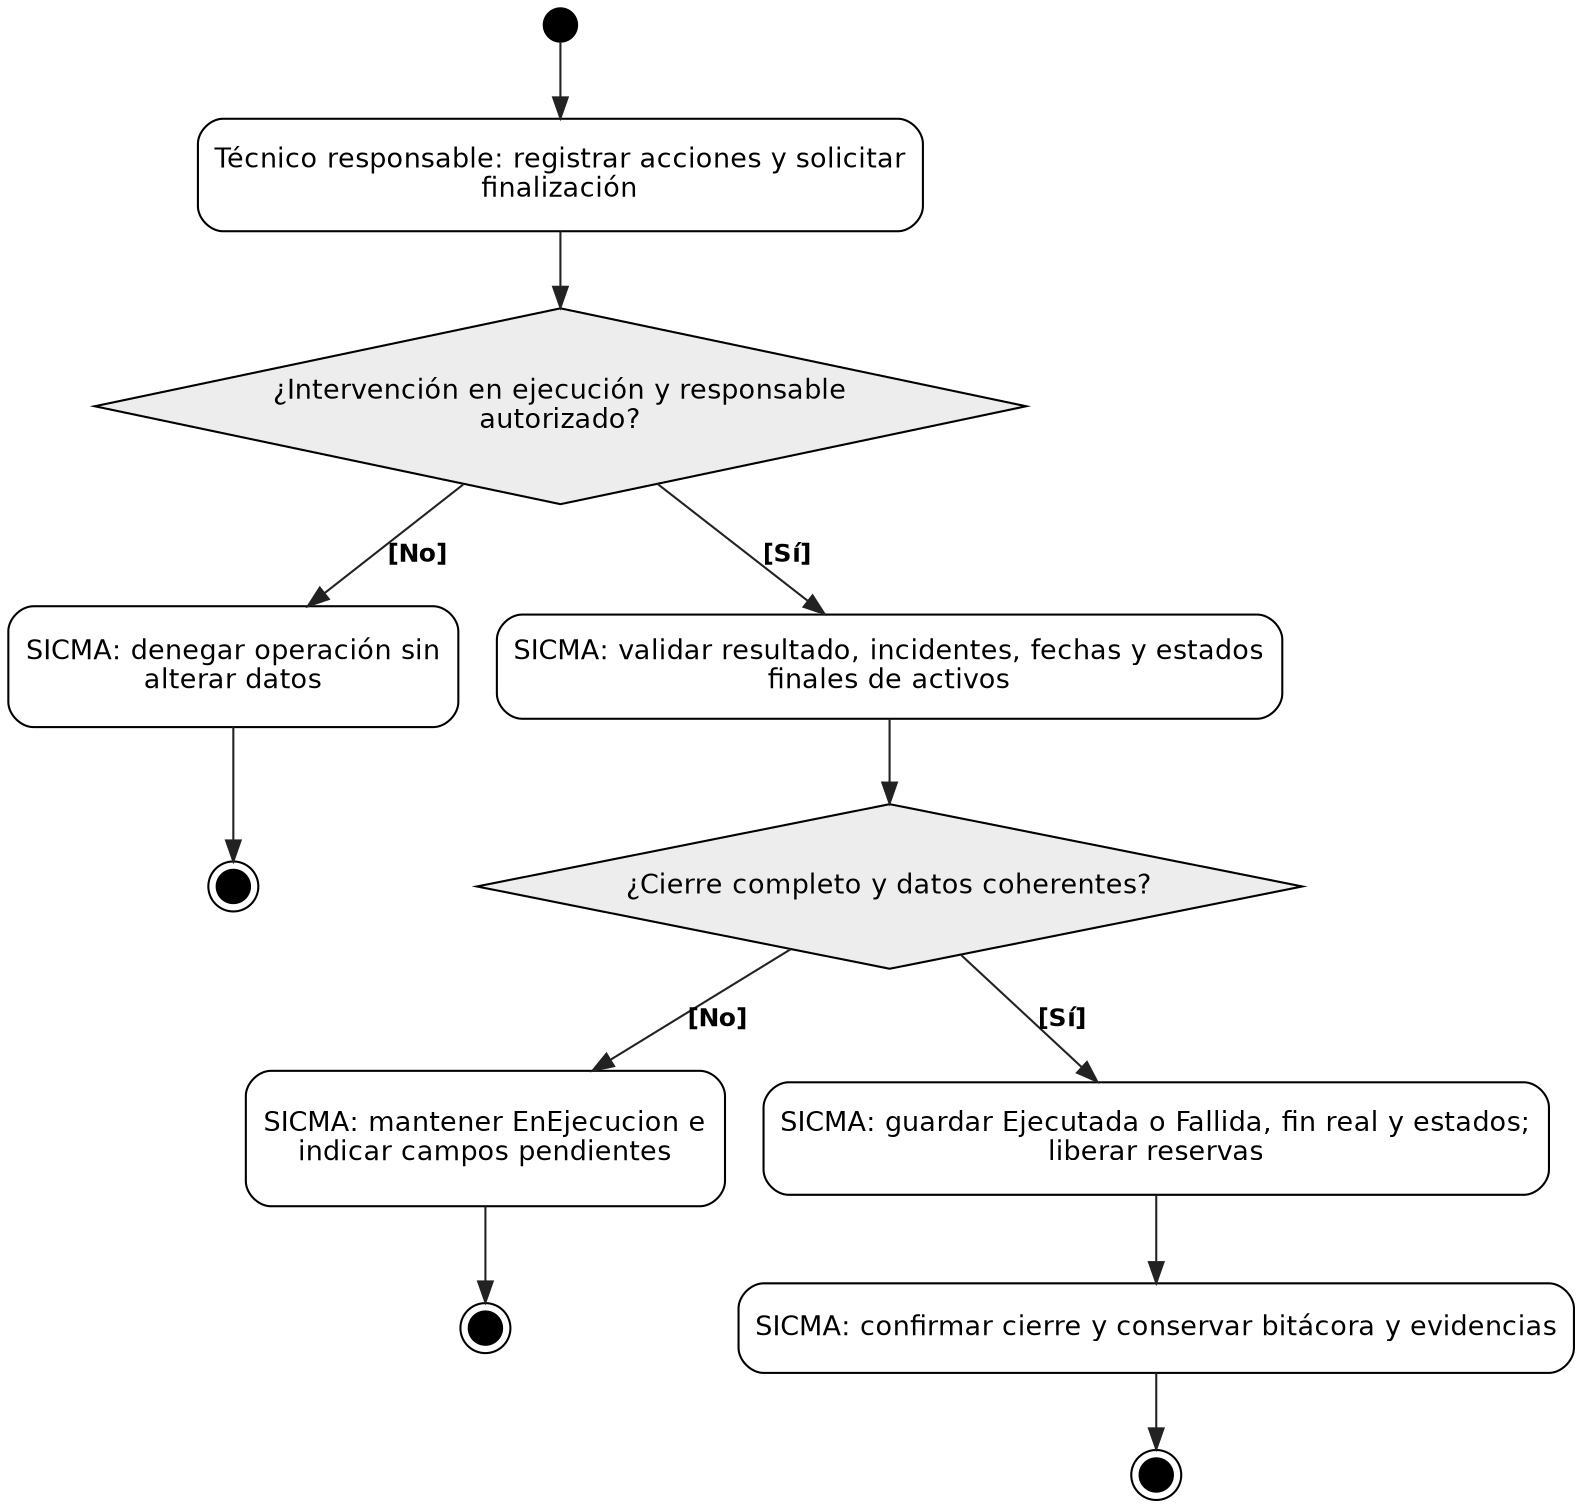 Técnico responsable: registrar acciones y solicitar
finalización
¿Intervención en ejecución y responsable
autorizado?
[No]
[Sí]
SICMA: denegar operación sin
alterar datos
SICMA: validar resultado, incidentes, fechas y estados
finales de activos
¿Cierre completo y datos coherentes?
[No]
[Sí]
SICMA: mantener EnEjecucion e
indicar campos pendientes
SICMA: guardar Ejecutada o Fallida, fin real y estados;
liberar reservas
SICMA: confirmar cierre y conservar bitácora y evidencias